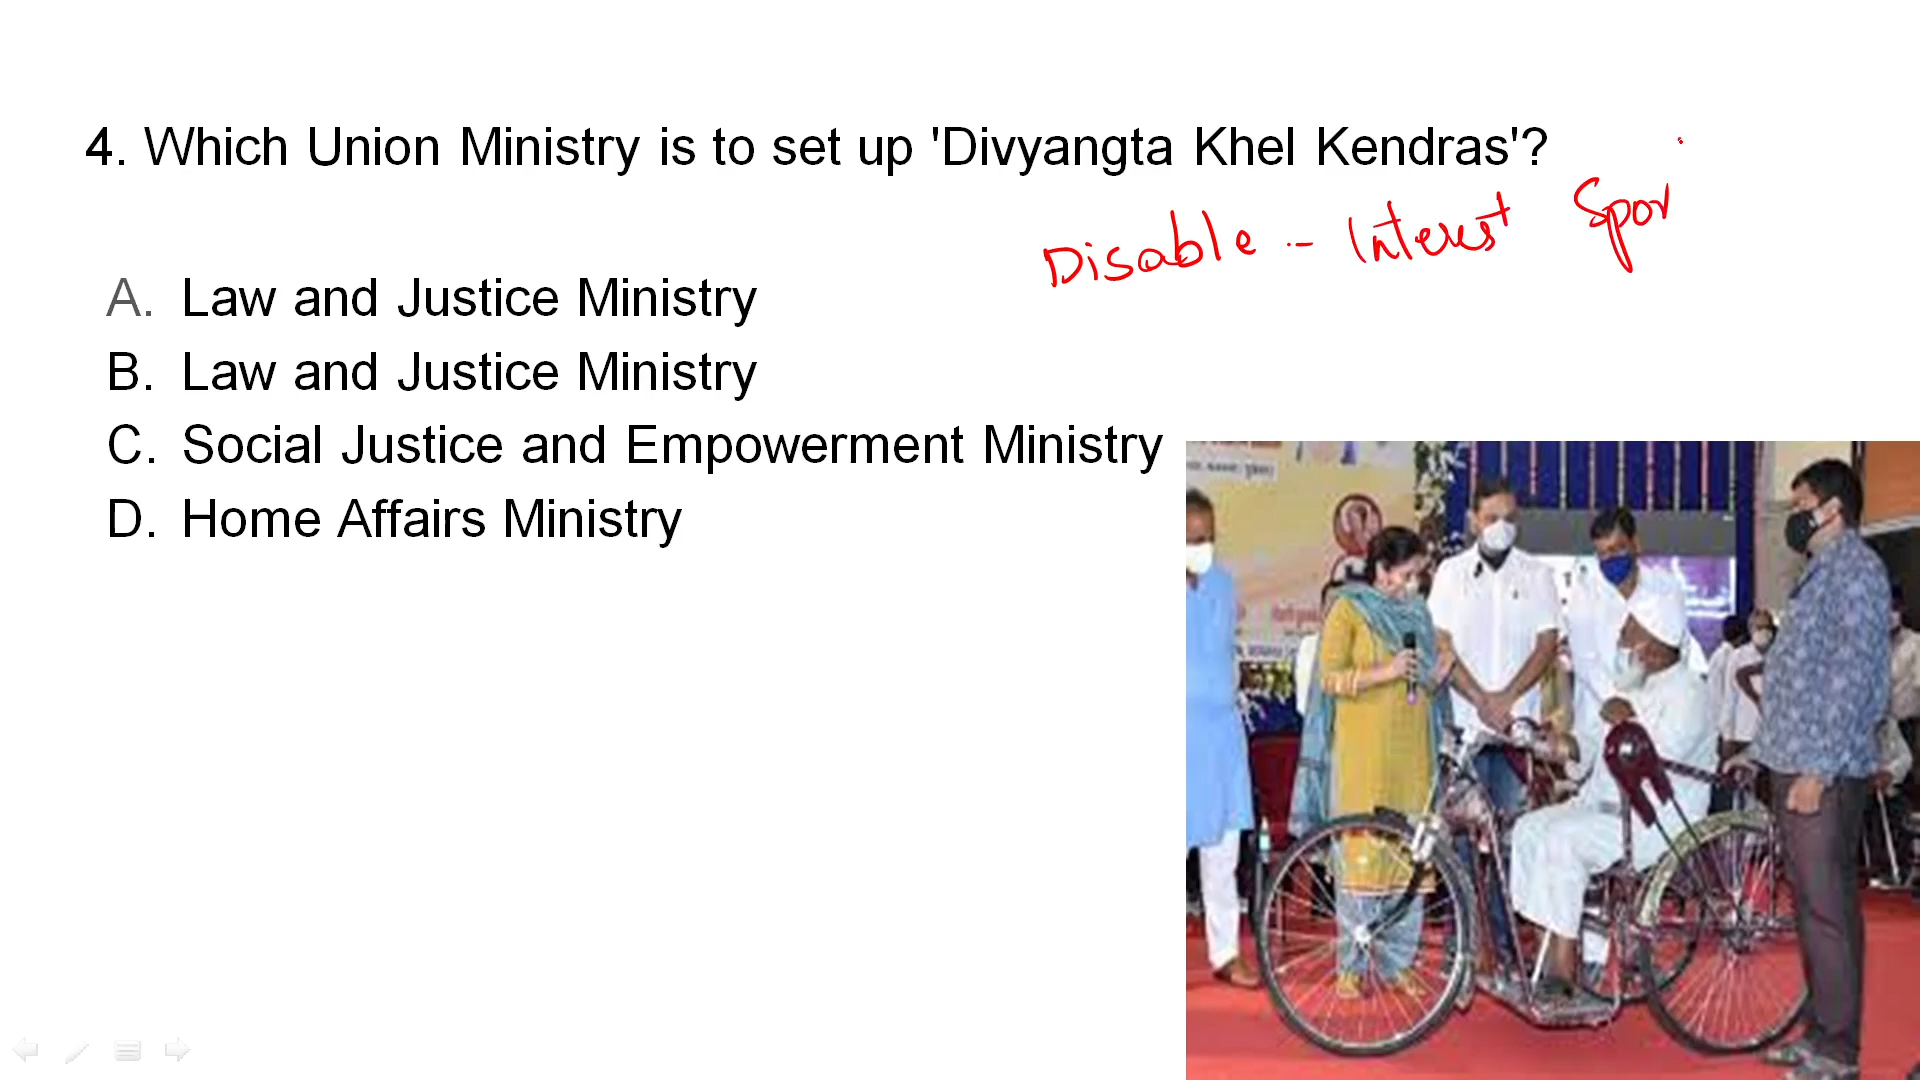 4. Which Union Ministry is to set up 'Divyangta Khel Kendras'?
Disable - Interest Spor
A. Law and Justice Ministry
B. Law and Justice Ministry
C. Social Justice and Empowerment Ministry
D. Home Affairs Ministry